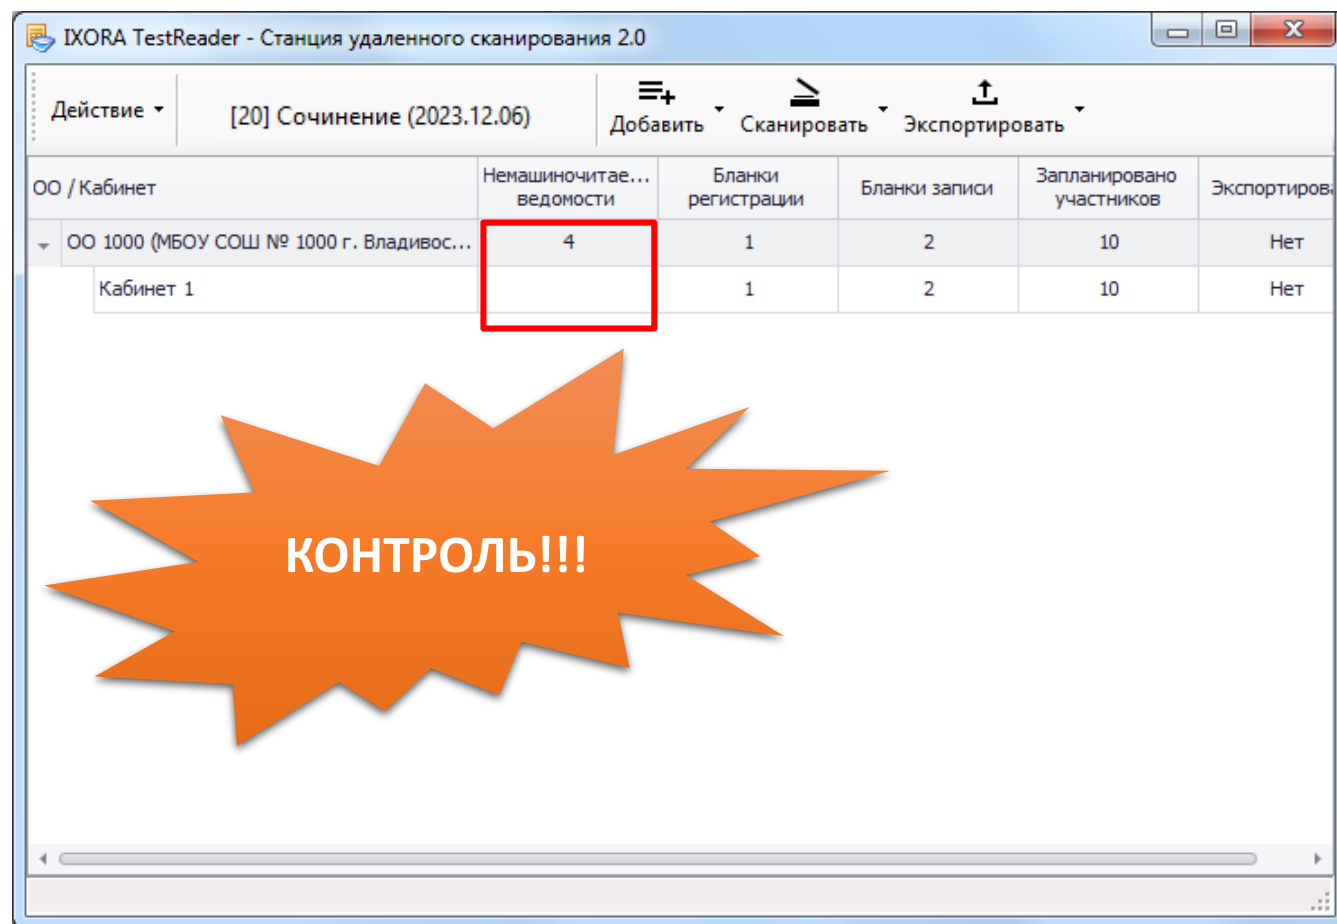 IXORA TestReader - Станция удаленного сканирования 2.0
Действие
[20] Сочинение (2023.12.06)
Добавить
Сканировать
Экспортировать
ОО / Кабинет
Немашиночитае...
ведомости
Бланки
регистрации
Бланки записи
Запланировано
участников
Экспортирова
ОО 1000 (МБОУ СОШ № 1000 г. Владивос...
4
1
2
10
Нет
Кабинет 1
1
2
10
Нет
КОНТРОЛЬ!!!